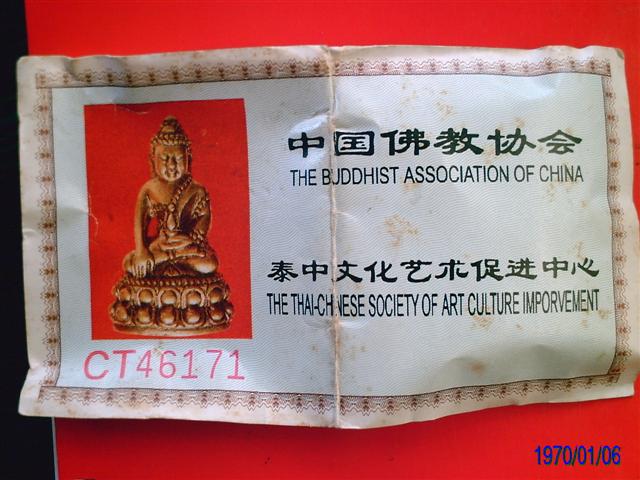 中国佛教协会
THE BUDDHIST ASSOCIATION OF CHINA
泰中文化艺术促进中心
THE THAI-CHINESE SOCIETY OF ART CULTURE IMPORVEMENT
CT46171
1970/01/06